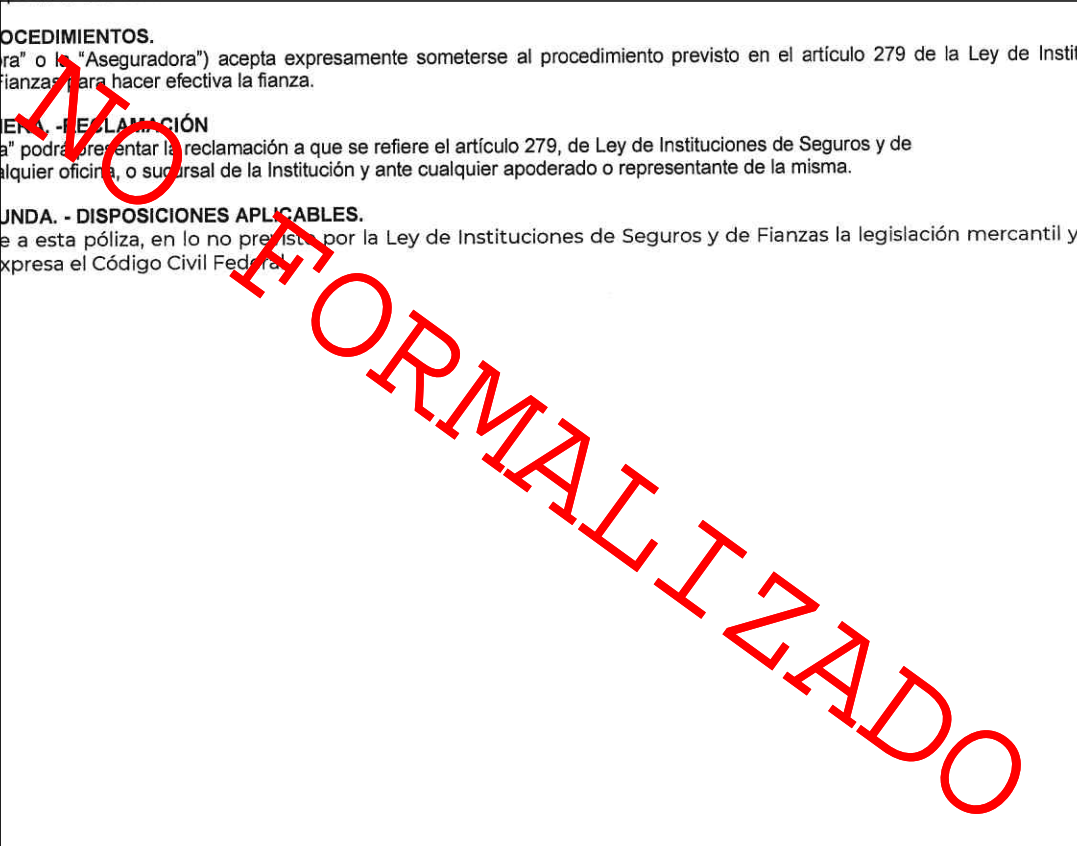 OCEDIMIENTOS.
ra” o la “Aseguradora”) acepta expresamente someterse al procedimiento previsto en el artículo 279 de la Ley de Instit
Fianzas para hacer efectiva la fianza.
MERA. -RECLAMACIÓN
a” podrá presentar la reclamación a que se refiere el artículo 279, de Ley de Instituciones de Seguros y de
alquier oficina, o sucursal de la Institución y ante cualquier apoderado o representante de la misma.
UNDA. - DISPOSICIONES APLICABLES.
e a esta póliza, en lo no previsto por la Ley de Instituciones de Seguros y de Fianzas la legislación mercantil y
xpresa el Código Civil Federal.
NO FORMALIZADO